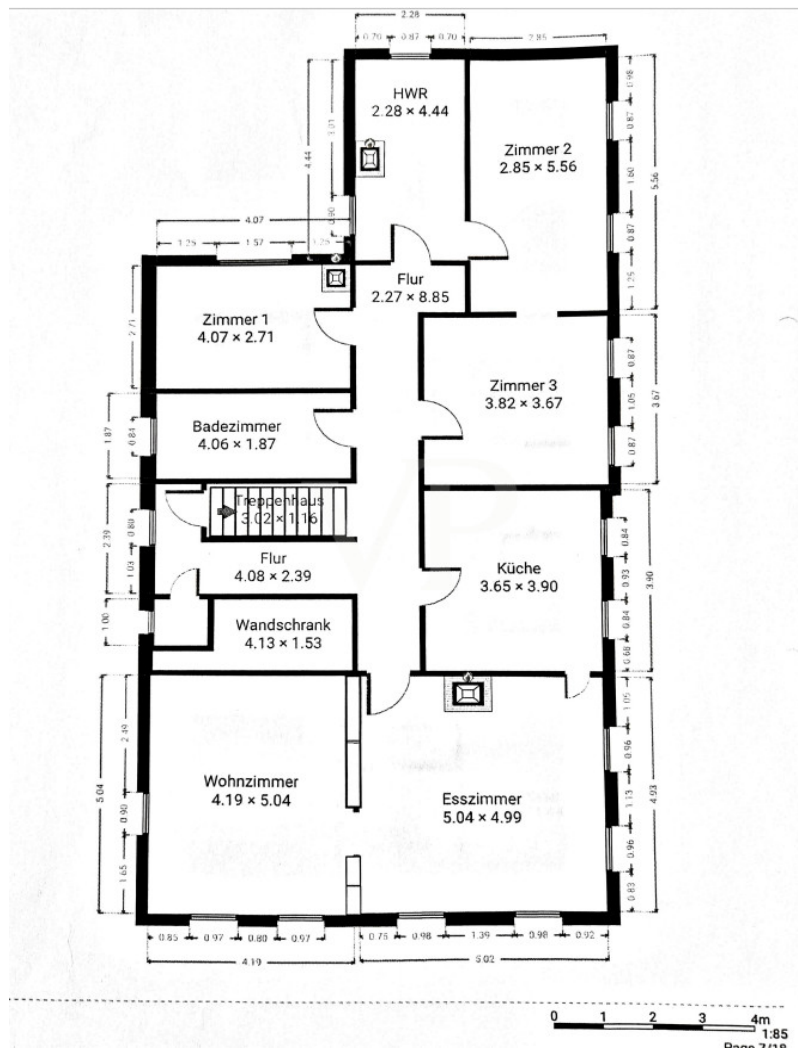 2.28
0.70 0.87 0.70
2.85
HWR
2.28 × 4.44
Zimmer 2
2.85 × 5.56
0.98
0.87
1.60
0.87
1.25
5.56
4.44
0.90
4.07
1.25 1.57 1.25
Flur
2.27 × 8.85
Zimmer 1
4.07 × 2.71
2.71
Zimmer 3
3.82 × 3.67
0.87
1.05
0.87
3.67
Badezimmer
4.06 × 1.87
1.87
0.84
Treppenhaus
3.02 × 1.16
2.39
0.80
1.03
Flur
4.08 × 2.39
Küche
3.65 × 3.90
0.84
0.93
0.84
0.68
3.90
Wandschrank
4.13 × 1.53
1.00
VP
Wohnzimmer
4.19 × 5.04
5.04
2.49
0.90
1.65
Esszimmer
5.04 × 4.99
1.05
0.96
1.13
0.96
0.83
4.93
0.85 0.97 0.80 0.97
4.19
0.98 1.39 0.98 0.92
5.02
0 1 2 3 4m
1:85
Page 7/18